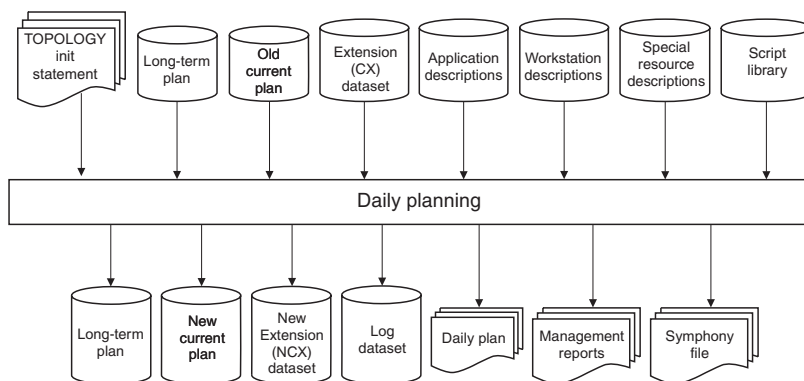 TOPOLOGY
init
statement
Long-term
plan
Old
current
plan
Extension
(CX)
dataset
Application
descriptions
Workstation
descriptions
Special
resource
descriptions
Script
library
Daily planning
Long-term
plan
New
current
plan
New
Extension
(NCX)
dataset
Log
dataset
Daily plan
Management
reports
Symphony
file